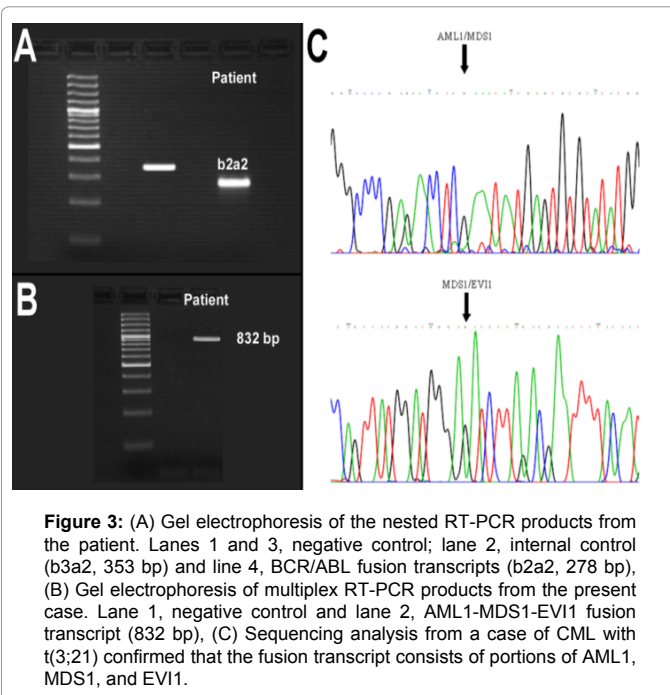 A
Patient
b2a2
B
Patient
832 bp
C
AML1/MDS1
MDS1/EVI1
Figure 3: (A) Gel electrophoresis of the nested RT-PCR products from
the patient. Lanes 1 and 3, negative control; lane 2, internal control
(b3a2, 353 bp) and line 4, BCR/ABL fusion transcripts (b2a2, 278 bp),
(B) Gel electrophoresis of multiplex RT-PCR products from the present
case. Lane 1, negative control and lane 2, AML1-MDS1-EVI1 fusion
transcript (832 bp), (C) Sequencing analysis from a case of CML with
t(3;21) confirmed that the fusion transcript consists of portions of AML1,
MDS1, and EVI1.